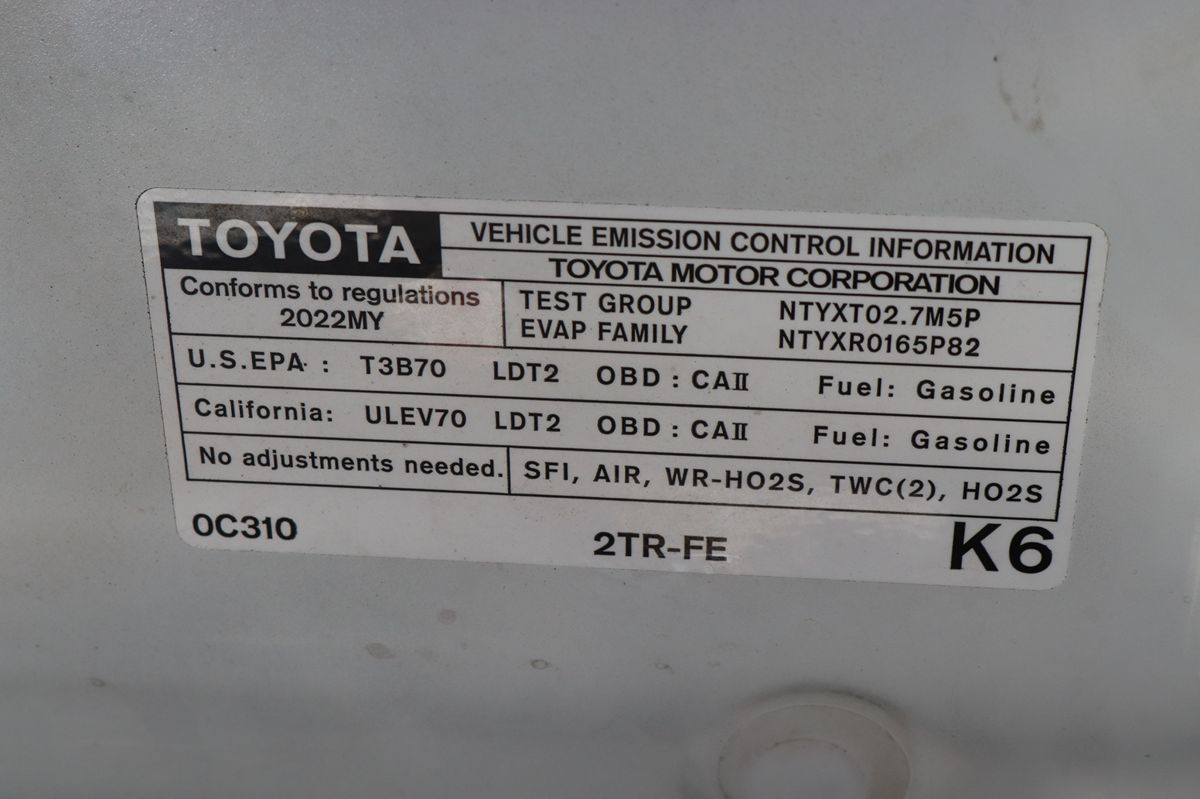 TOYOTA
VEHICLE EMISSION CONTROL INFORMATION
TOYOTA MOTOR CORPORATION
Conforms to regulations
2022MY
TEST GROUP NTYXT02.7M5P
EVAP FAMILY NTYXR0165P82
U.S.EPA : T3B70 LDT2 OBD : CAⅡ Fuel: Gasoline
California: ULEV70 LDT2 OBD : CAⅡ Fuel: Gasoline
No adjustments needed.
SFI, AIR, WR-HO2S, TWC(2), HO2S
0C310 2TR-FE K6